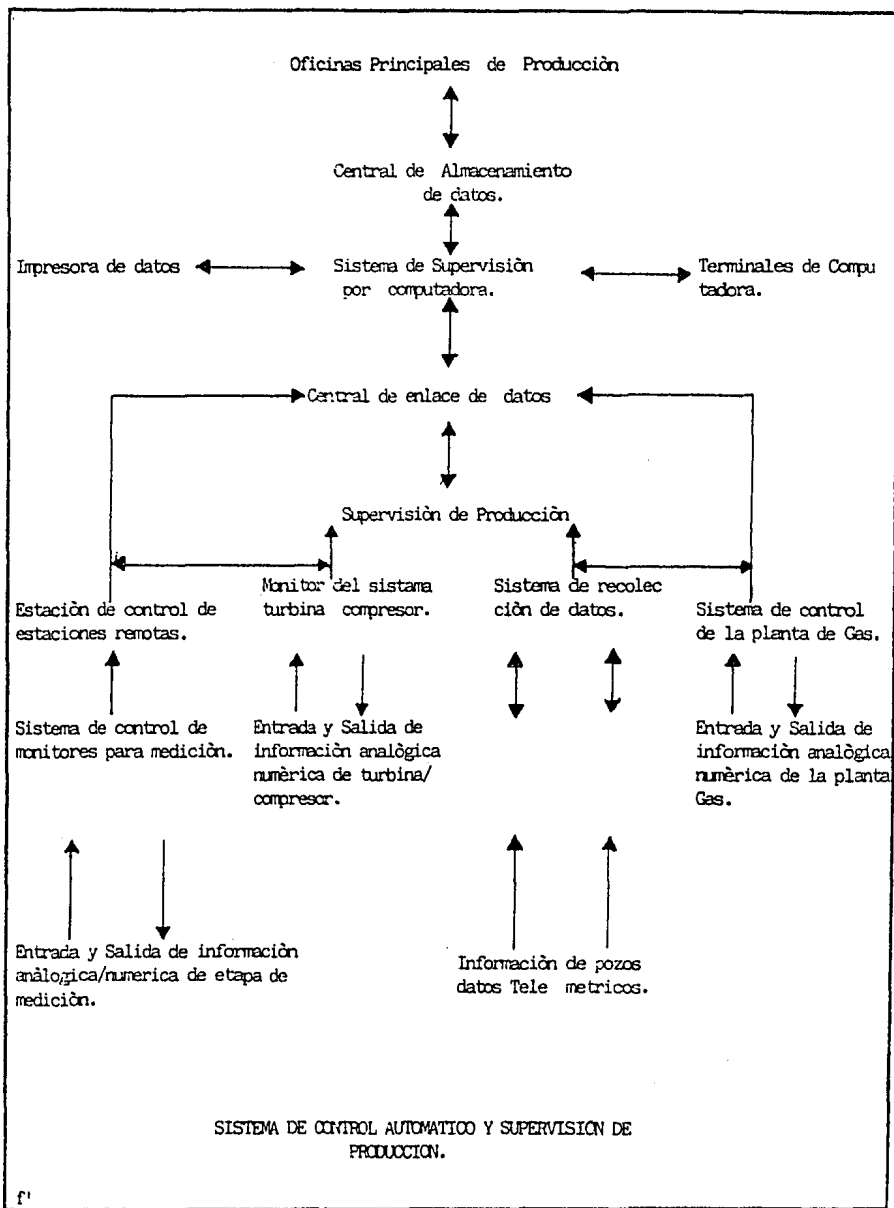 Oficinas Principales de Producciòn
Central de Almacenamiento
de datos.
Impresora de datos
Sistema de Supervisiòn
por computadora.
Terminales de Compu
tadora.
Central de enlace de datos
Supervisiòn de Producciòn
Estaciòn de control de
estaciones remotas.
Monitor del sistama
turbina compresor.
Sistema de recolec
ciòn de datos.
Sistema de control
de la planta de Gas.
Sistema de control de
monitores para mediciòn.
Entrada y Salida de
informaciòn analògica
numèrica de turbina/
compresor.
Entrada y Salida de
informaciòn analògica
numèrica de la planta
Gas.
Entrada y Salida de informaciòn
anàlogica/numerica de etapa de
mediciòn.
Informaciòn de pozos
datos Tele metricos.
SISTEMA DE CONTROL AUTOMATICO Y SUPERVISION DE
PRODUCCION.
f'